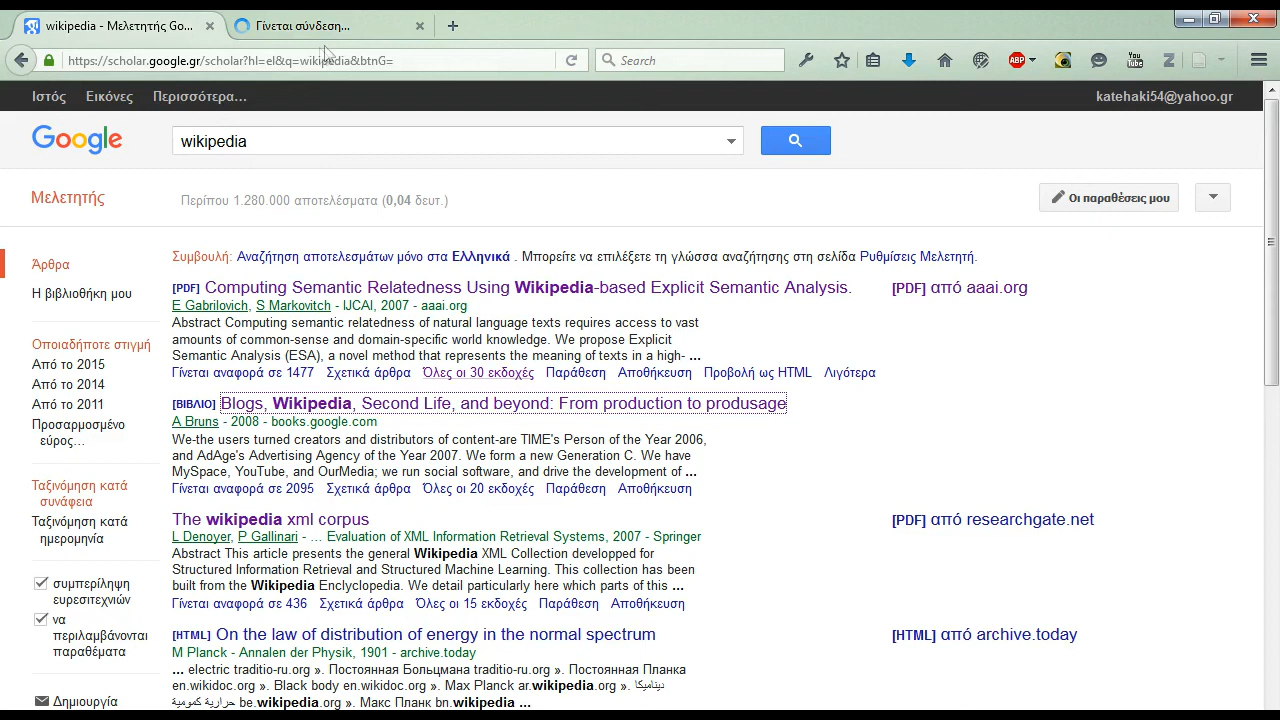 wikipedia - Μελετητής Go...
Γίνεται σύνδεση...
https://scholar.google.gr/scholar?hl=el&q=wikipedia&btnG=
Search
ABP
You Tube
Z
Ιστός Εικόνες Περισσότερα...
katehaki54@yahoo.gr
Google
wikipedia
Μελετητής
Περίπου 1.280.000 αποτελέσματα (0,04 δευτ.)
Οι παραθέσεις μου
Άρθρα
Η βιβλιοθήκη μου
Οποιαδήποτε στιγμή
Από το 2015
Από το 2014
Από το 2011
Προσαρμοσμένο
εύρος...
Ταξινόμηση κατά
συνάφεια
Ταξινόμηση κατά
ημερομηνία
συμπερίληψη
ευρεσιτεχνιών
να
περιλαμβάνονται
παραθέματα
Δημιουργία
Συμβουλή: Αναζήτηση αποτελεσμάτων μόνο στα Ελληνικά . Μπορείτε να επιλέξετε τη γλώσσα αναζήτησης στη σελίδα Ρυθμίσεις Μελετητή.
[PDF] Computing Semantic Relatedness Using Wikipedia-based Explicit Semantic Analysis.
[PDF] από aaai.org
E Gabrilovich, S Markovitch - IJCAI, 2007 - aaai.org
Abstract Computing semantic relatedness of natural language texts requires access to vast
amounts of common-sense and domain-specific world knowledge. We propose Explicit
Semantic Analysis (ESA), a novel method that represents the meaning of texts in a high- ...
Γίνεται αναφορά σε 1477 Σχετικά άρθρα Όλες οι 30 εκδοχές Παράθεση Αποθήκευση Προβολή ως HTML Λιγότερα
[ΒΙΒΛΙΟ] Blogs, Wikipedia, Second Life, and beyond: From production to produsage
A Bruns - 2008 - books.google.com
We-the users turned creators and distributors of content-are TIME's Person of the Year 2006,
and AdAge's Advertising Agency of the Year 2007. We form a new Generation C. We have
MySpace, YouTube, and OurMedia; we run social software, and drive the development of ...
Γίνεται αναφορά σε 2095 Σχετικά άρθρα Όλες οι 20 εκδοχές Παράθεση Αποθήκευση
The wikipedia xml corpus
[PDF] από researchgate.net
L Denoyer, P Gallinari - ... Evaluation of XML Information Retrieval Systems, 2007 - Springer
Abstract This article presents the general Wikipedia XML Collection developped for
Structured Information Retrieval and Structured Machine Learning. This collection has been
built from the Wikipedia Enclyclopedia. We detail particularly here which parts of this ...
Γίνεται αναφορά σε 436 Σχετικά άρθρα Όλες οι 15 εκδοχές Παράθεση Αποθήκευση
[HTML] On the law of distribution of energy in the normal spectrum
[HTML] από archive.today
M Planck - Annalen der Physik, 1901 - archive.today
... electric traditio-ru.org ». Постоянная Больцмана traditio-ru.org ». Постоянная Планка
en.wikidoc.org ». Black body en.wikidoc.org ». Max Planck ar.wikipedia.org ». ديناميكا
حرارية كمومية be.wikipedia.org ». Макс Планк bn.wikipedia ...